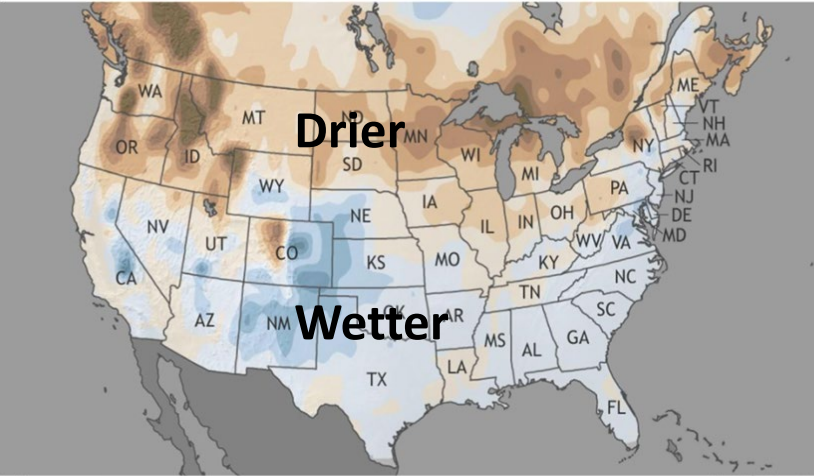 WA
MT
ND
Drier
MN
ME
VT
NH
MA
OR
ID
SD
WI
NY
RI
CT
WY
MI
PA
NJ
NE
IA
IL
IN
OH
DE
MD
NV
UT
CO
KS
MO
KY
WV
VA
CA
NC
AZ
NM
Wetter
OK
AR
TN
SC
MS
AL
GA
TX
LA
FL